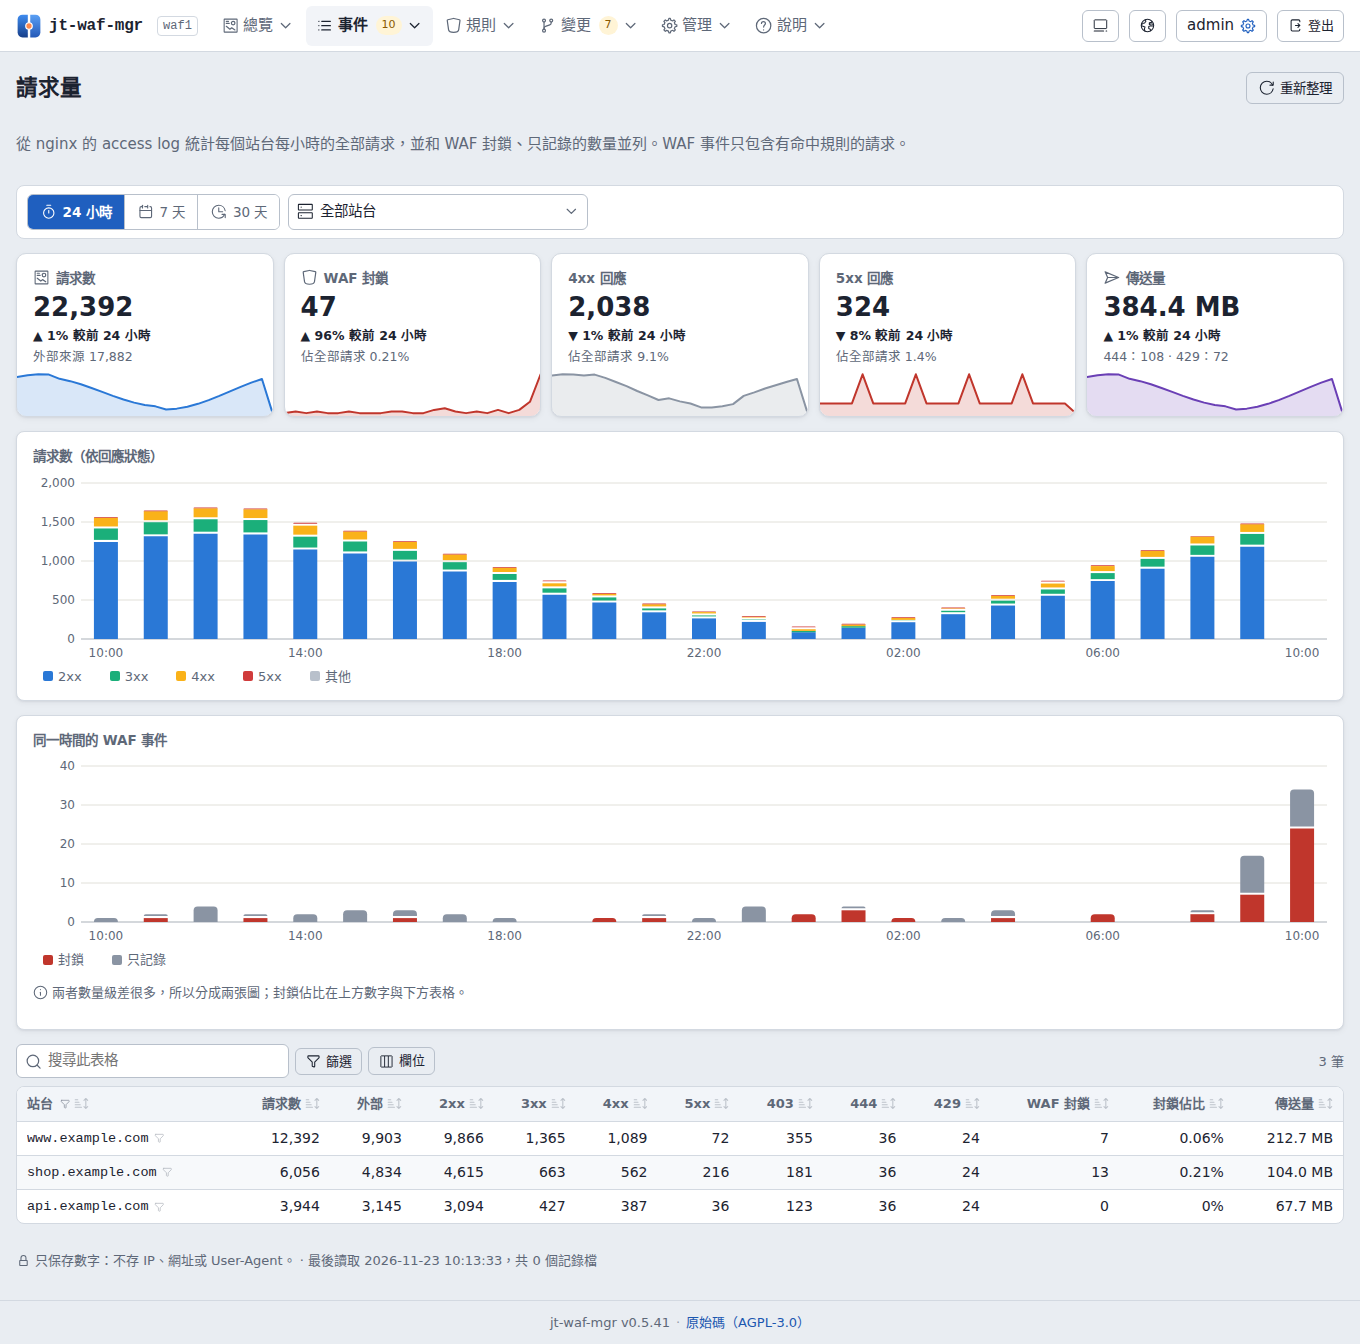 jt-waf-mgr waf1 總覽 事件 10 規則 變更 7 管理 說明 admin 登出
請求量 重新整理
從 nginx 的 access log 統計每個站台每小時的全部請求，並和 WAF 封鎖、只記錄的數量並列。WAF 事件只包含有命中規則的請求。
24 小時 7 天 30 天 全部站台
請求數 WAF 封鎖 4xx 回應 5xx 回應 傳送量
22,392 47 2,038 324 384.4 MB
▲ 1% 較前 24 小時 ▲ 96% 較前 24 小時 ▼ 1% 較前 24 小時 ▼ 8% 較前 24 小時 ▲ 1% 較前 24 小時
外部來源 17,882 佔全部請求 0.21% 佔全部請求 9.1% 佔全部請求 1.4% 444：108 · 429：72
請求數（依回應狀態）
2,000
1,500
1,000
500
0
10:00 14:00 18:00 22:00 02:00 06:00 10:00
2xx 3xx 4xx 5xx 其他
同一時間的 WAF 事件
40
30
20
10
0
10:00 14:00 18:00 22:00 02:00 06:00 10:00
封鎖 只記錄
兩者數量級差很多，所以分成兩張圖；封鎖佔比在上方數字與下方表格。
搜尋此表格 篩選 欄位 3 筆
站台 請求數 外部 2xx 3xx 4xx 5xx 403 444 429 WAF 封鎖 封鎖佔比 傳送量
www.example.com 12,392 9,903 9,866 1,365 1,089 72 355 36 24 7 0.06% 212.7 MB
shop.example.com 6,056 4,834 4,615 663 562 216 181 36 24 13 0.21% 104.0 MB
api.example.com 3,944 3,145 3,094 427 387 36 123 36 24 0 0% 67.7 MB
只保存數字：不存 IP、網址或 User-Agent。 · 最後讀取 2026-11-23 10:13:33，共 0 個記錄檔
jt-waf-mgr v0.5.41 · 原始碼（AGPL-3.0）